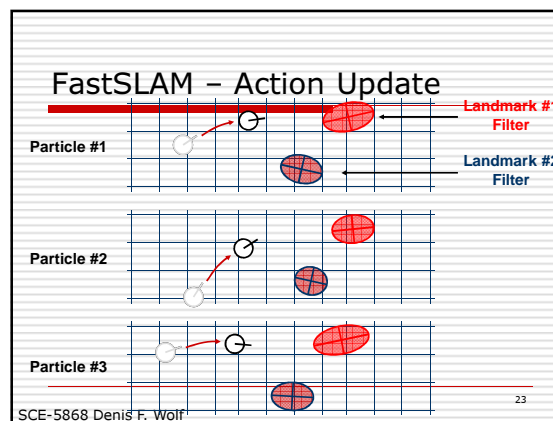 FastSLAM – Action Update
Landmark #1
Filter
Particle #1
Landmark #2
Filter
Particle #2
Particle #3
23
SCE-5868 Denis F. Wolf